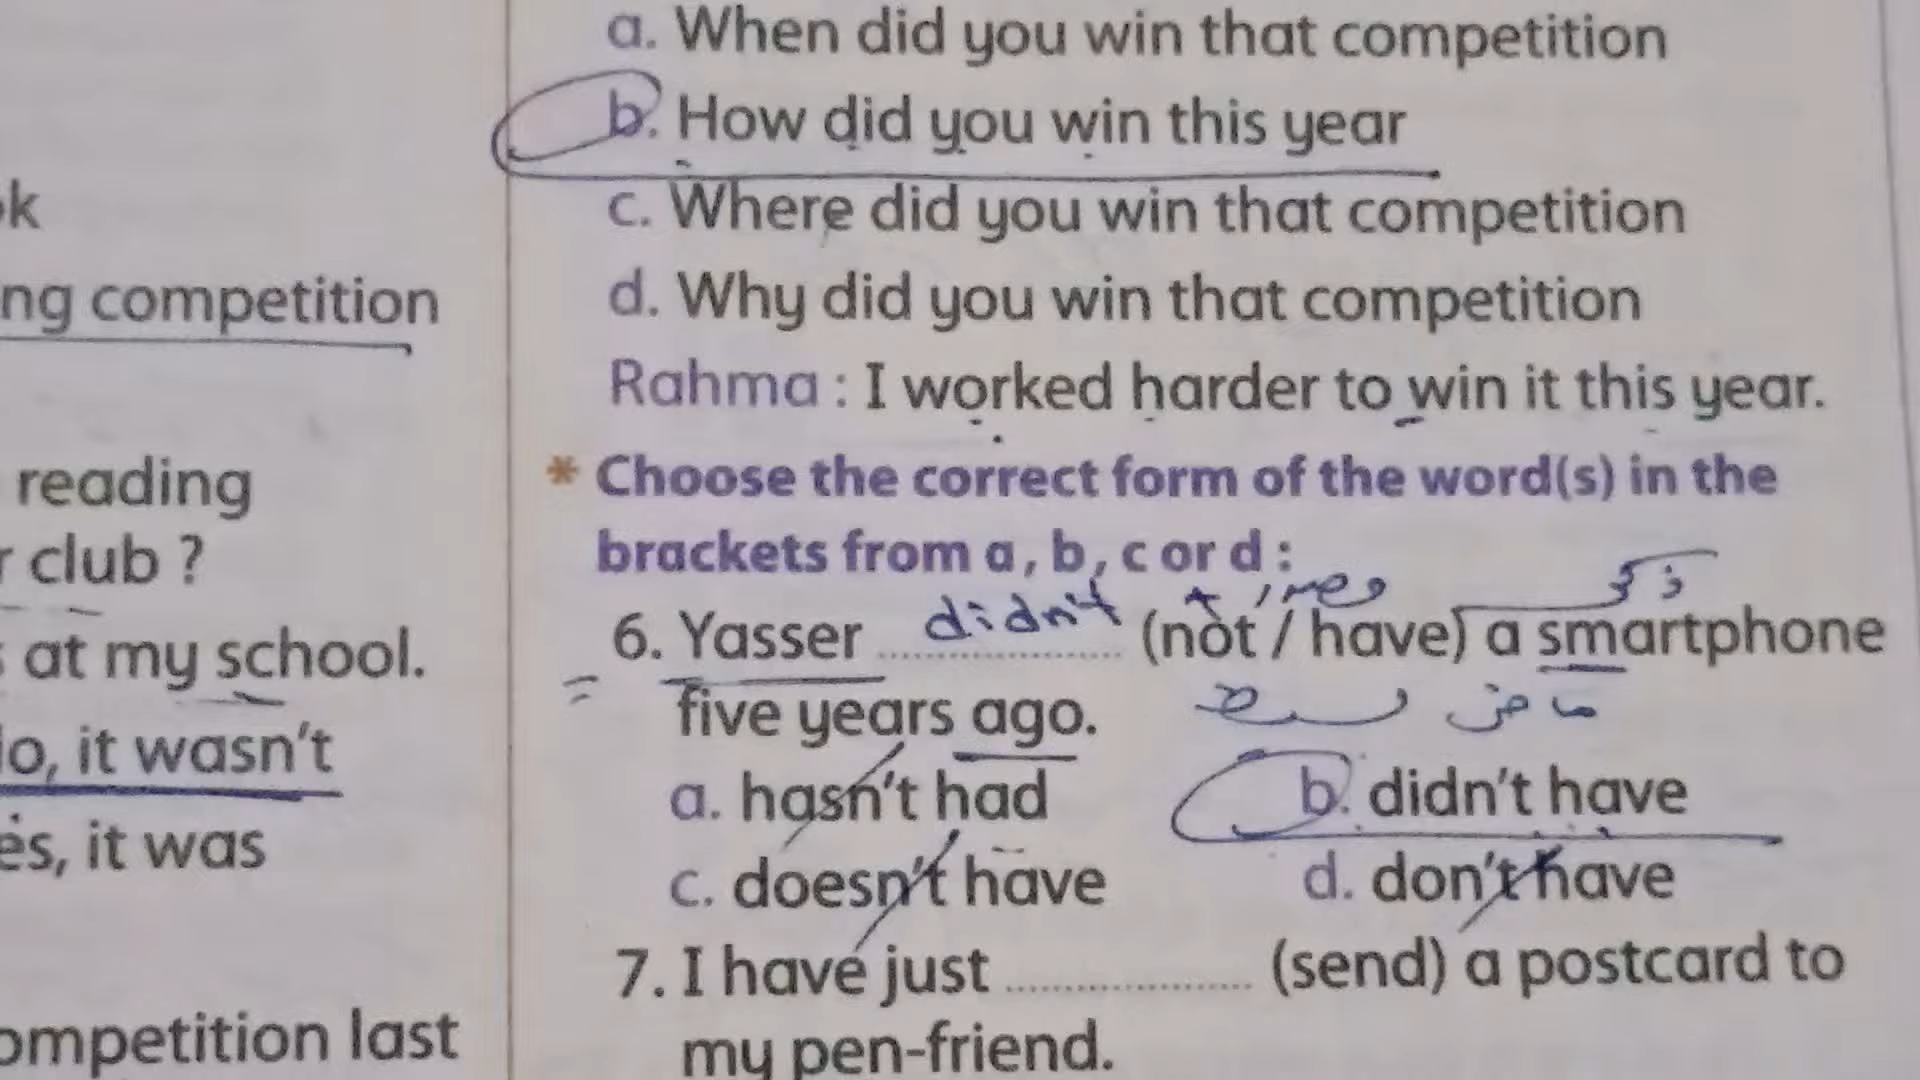 a. When did you win that competition
b. How did you win this year
c. Where did you win that competition
d. Why did you win that competition
Rahma : I worked harder to win it this year.
* Choose the correct form of the word(s) in the
brackets from a, b, c or d :
6. Yasser didn't (not / have) a smartphone
five years ago.
ماضى بسيط
a. hasn't had b. didn't have
c. doesn't have d. don't have
7. I have just .................... (send) a postcard to
my pen-friend.
ng competition
reading
club ?
at my school.
it wasn't
it was
last